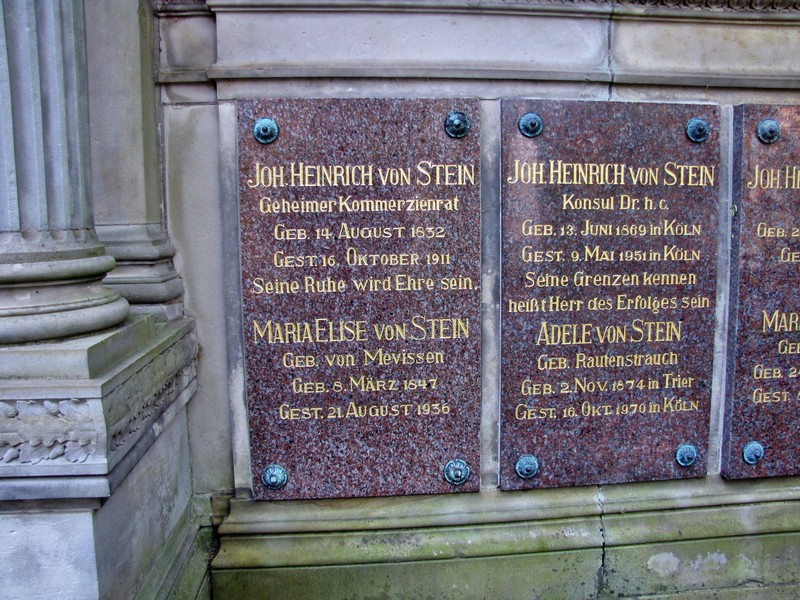 JOH. HEINRICH VON STEIN
Geheimer Kommerzienrat
GEB. 14. AUGUST 1832
GEST. 16. OKTOBER 1911
Seine Ruhe wird Ehre sein.
MARIA ELISE VON STEIN
GEB. VON Mevissen
GEB. 8. MÄRZ 1847
GEST. 21. AUGUST 1936
JOH. HEINRICH VON STEIN
Konsul Dr. h. c.
GEB. 13. JUNI 1869 in KÖLN
GEST. 9. MAI 1951 in KÖLN
Seine Grenzen kennen
heißt Herr des Erfolges sein
ADELE VON STEIN
GEB. RAUTENSTRAUCH
GEB. 2. NOV. 1874 in TRIER
GEST. 16. OKT. 1970 in KÖLN
JOH.
GEB.
GEB.
GEST.